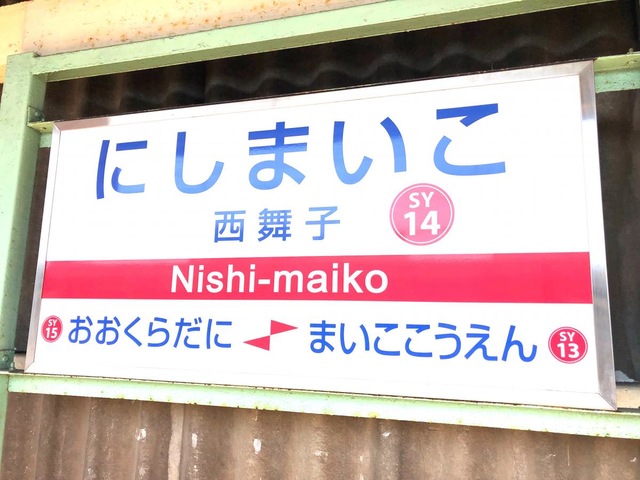 にしまいこ
西舞子
SY
14
Nishi-maiko
SY
15
おおくらだに
まいここうえん
SY
13